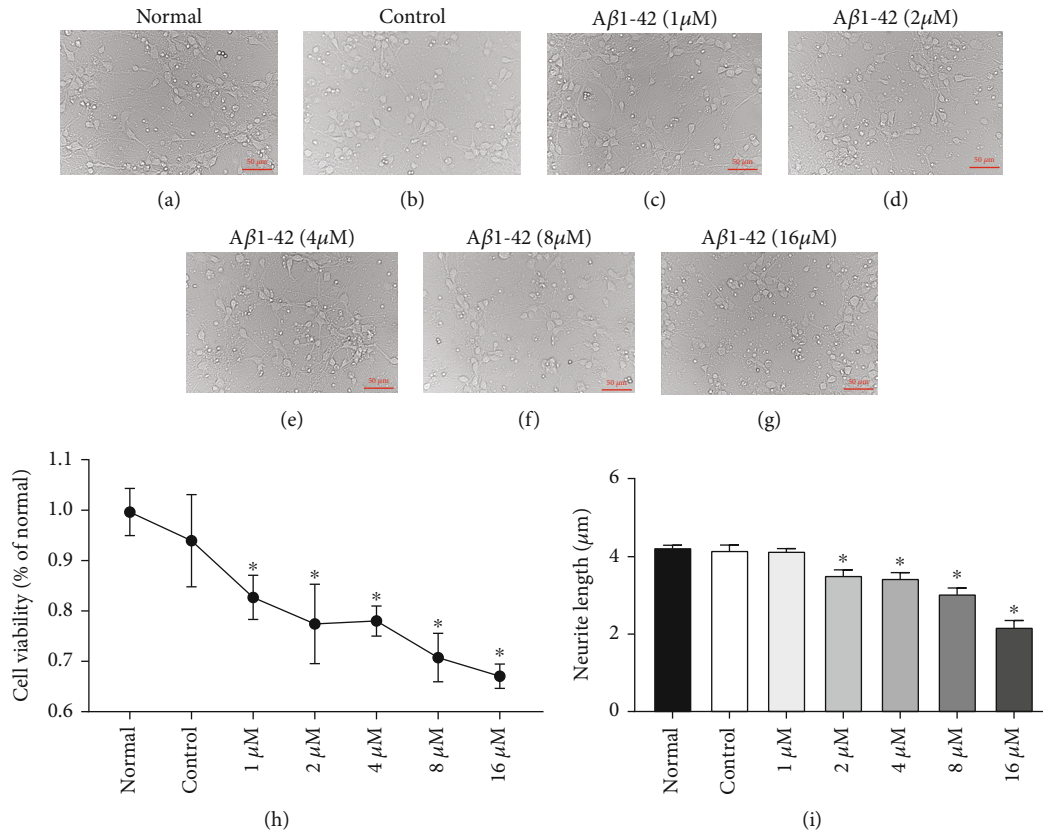 Normal
Control
Aβ1-42 (1μM)
Aβ1-42 (2μM)
50 μm
50 μm
50 μm
50 μm
(a)
(b)
(c)
(d)
Aβ1-42 (4μM)
Aβ1-42 (8μM)
Aβ1-42 (16μM)
50 μm
50 μm
50 μm
(e)
(f)
(g)
Cell viability (% of normal)
1.1
1.0
0.9
0.8
0.7
0.6
* * * * *
Normal
Control
1 μM
2 μM
4 μM
8 μM
16 μM
(h)
Neurite length (μm)
6
4
2
0
* * * *
Normal
Control
1 μM
2 μM
4 μM
8 μM
16 μM
(i)